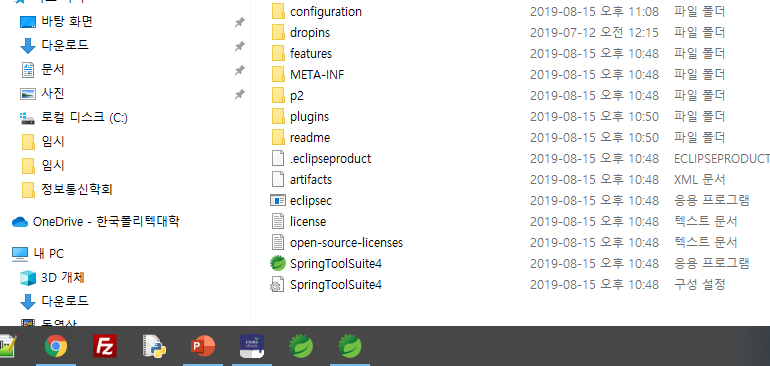 바탕 화면
다운로드
문서
사진
로컬 디스크 (C:)
임시
임시
정보통신학회
OneDrive - 한국폴리텍대학
내 PC
3D 개체
다운로드
동영상
configuration 2019-08-15 오후 11:08 파일 폴더
dropins 2019-07-12 오전 12:15 파일 폴더
features 2019-08-15 오후 10:48 파일 폴더
META-INF 2019-08-15 오후 10:48 파일 폴더
p2 2019-08-15 오후 10:48 파일 폴더
plugins 2019-08-15 오후 10:50 파일 폴더
readme 2019-08-15 오후 10:50 파일 폴더
.eclipseproduct 2019-08-15 오후 10:48 ECLIPSEPRODUCT
artifacts 2019-08-15 오후 10:48 XML 문서
eclipsec 2019-08-15 오후 10:48 응용 프로그램
license 2019-08-15 오후 10:48 텍스트 문서
open-source-licenses 2019-08-15 오후 10:48 텍스트 문서
SpringToolSuite4 2019-08-15 오후 10:48 응용 프로그램
SpringToolSuite4 2019-08-15 오후 10:48 구성 설정